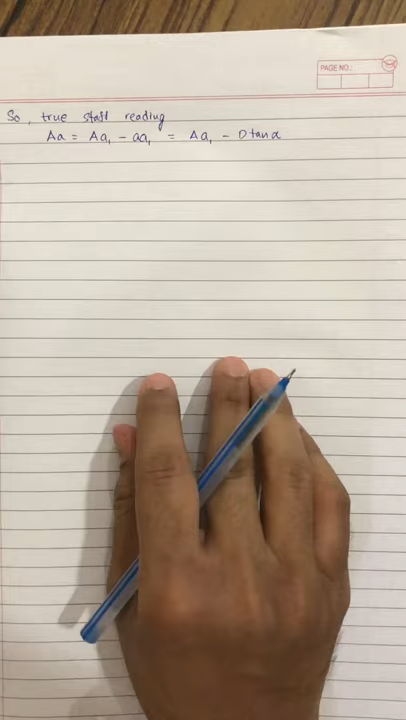 PAGE NO.:
So, true staff reading
Aa = Aa₁ - aa₁ = Aa₁ - D tan α